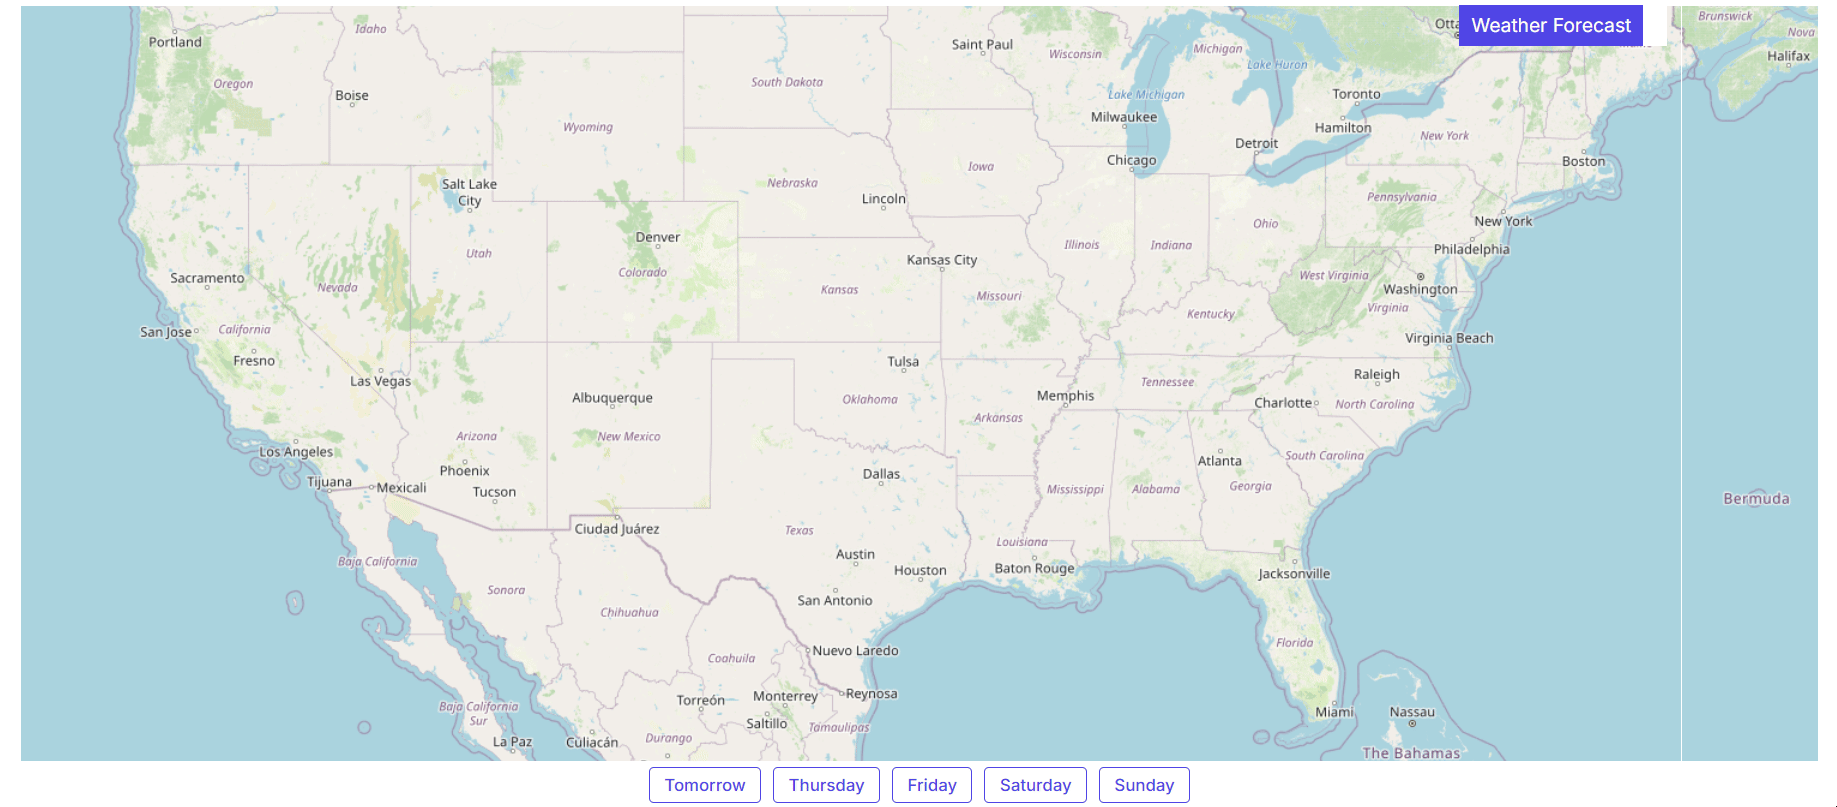 Idaho
Otta
Weather Forecast
Brunswick
Portland
Saint Paul
Wisconsin
Michigan
Nova
Halifax
Oregon
Boise
South Dakota
Lake Huron
Lake Michigan
Toronto
Wyoming
Milwaukee
Hamilton
New York
Detroit
Chicago
Boston
Iowa
Salt Lake
City
Nebraska
Lincoln
Pennsylvania
New York
Ohio
Denver
Illinois
Indiana
Philadelphia
Utah
Kansas City
Colorado
West Virginia
Sacramento
Nevada
Kansas
Missouri
Washington
Virginia
Kentucky
San Jose
California
Virginia Beach
Fresno
Tulsa
Las Vegas
Tennessee
Raleigh
Albuquerque
Oklahoma
Memphis
Charlotte
North Carolina
Arkansas
Arizona
New Mexico
Los Angeles
Phoenix
Dallas
Atlanta
South Carolina
Tijuana
Mexicali
Tucson
Mississippi
Alabama
Georgia
Bermuda
Ciudad Juárez
Texas
Louisiana
Baja California
Austin
Houston
Baton Rouge
Jacksonville
Sonora
San Antonio
Chihuahua
Florida
Nuevo Laredo
Coahuila
Torreón
Monterrey
Reynosa
Baja California
Sur
Saltillo
Tamaulipas
Miami
Nassau
La Paz
Culiacán
Durango
The Bahamas
Tomorrow
Thursday
Friday
Saturday
Sunday